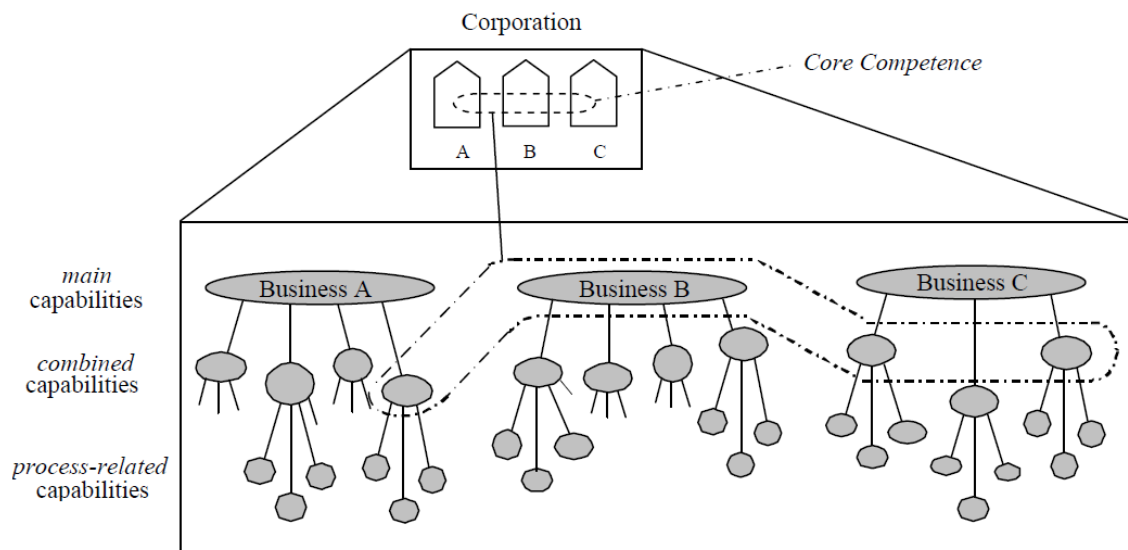 Corporation
Core Competence
A B C
main
capabilities
Business A
Business B
Business C
combined
capabilities
process-related
capabilities